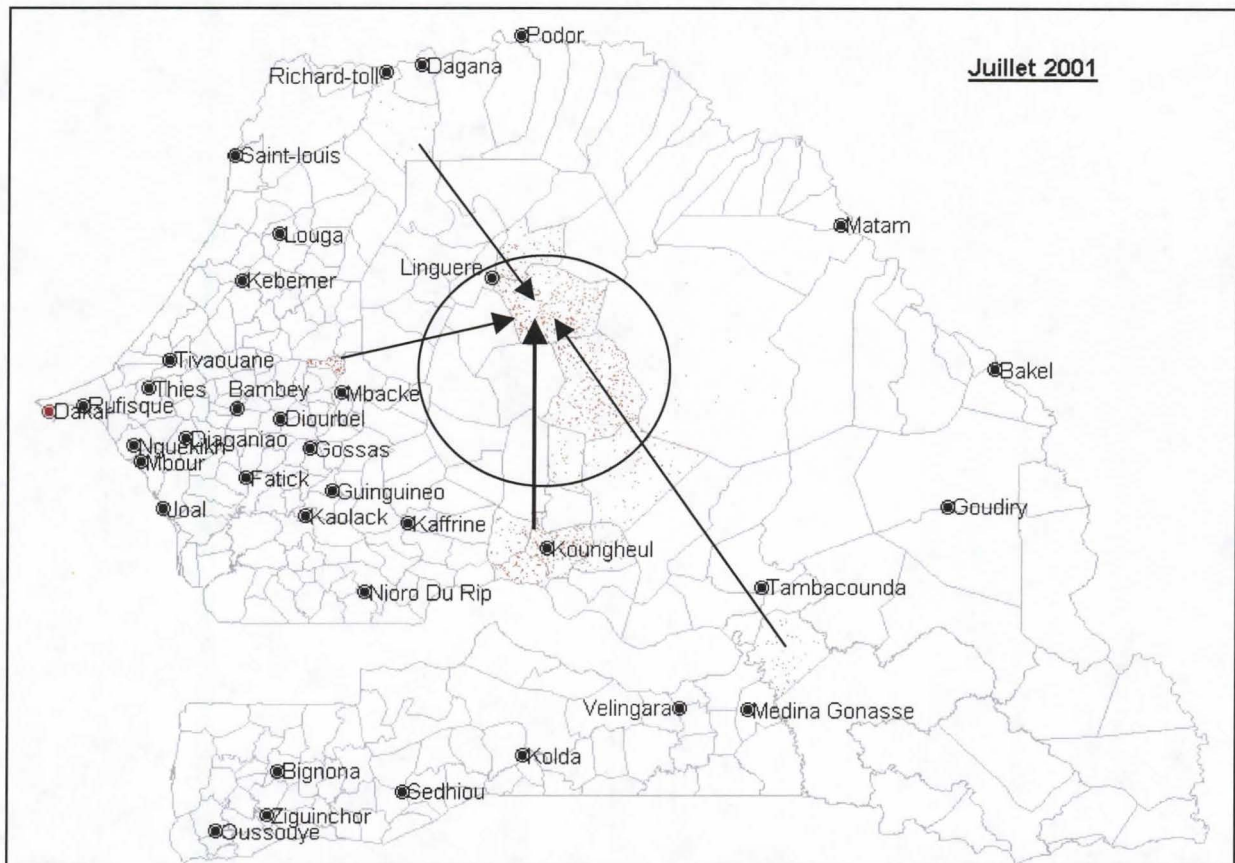 Podor
Juillet 2001
Dagana
Richard-toll
Saint-louis
Matam
Louga
Linguere
Kebemer
Tivaouane
Bakel
Thies
Bambey
Mbacke
Rufisque
Dakar
Diourbel
Djaganiao
Nguekikh
Gossas
Mbour
Fatick
Guinguineo
Joal
Kaolack
Kaffrine
Goudiry
Koungheul
Nioro Du Rip
Tambacounda
Velingara
Medina Gonasse
Kolda
Bignona
Sedhiou
Ziguinchor
Oussouye